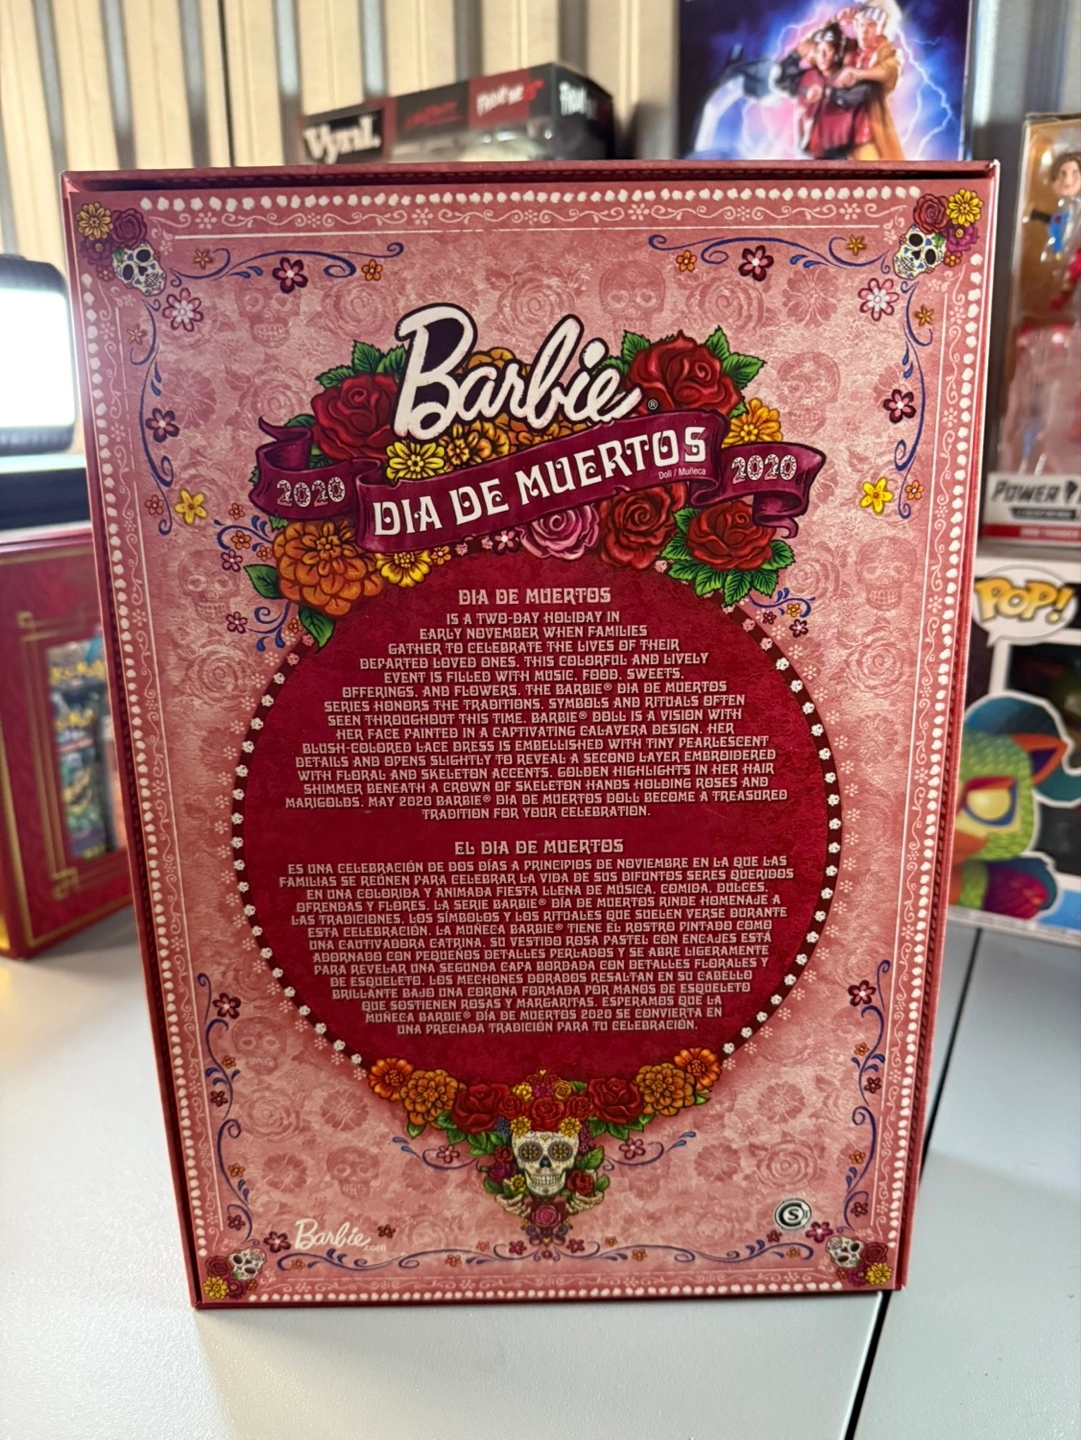 Vynl.
Barbie®
DIA DE MUERTOS
Doll / Muñeca
2020
2020
DIA DE MUERTOS
IS A TWO-DAY HOLIDAY IN
EARLY NOVEMBER WHEN FAMILIES
GATHER TO CELEBRATE THE LIVES OF THEIR
DEPARTED LOVED ONES. THIS COLORFUL AND LIVELY
EVENT IS FILLED WITH MUSIC, FOOD, SWEETS,
OFFERINGS, AND FLOWERS. THE BARBIE® DIA DE MUERTOS
SERIES HONORS THE TRADITIONS, SYMBOLS AND RITUALS OFTEN
SEEN THROUGHOUT THIS TIME. BARBIE® DOLL IS A VISION WITH
HER FACE PAINTED IN A CAPTIVATING CALAVERA DESIGN. HER
BLUSH-COLORED LACE DRESS IS EMBELLISHED WITH TINY PEARLESCENT
DETAILS AND OPENS SLIGHTLY TO REVEAL A SECOND LAYER EMBROIDERED
WITH FLORAL AND SKELETON ACCENTS. GOLDEN HIGHLIGHTS IN HER HAIR
SHIMMER BENEATH A CROWN OF SKELETON HANDS HOLDING ROSES AND
MARIGOLDS. MAY 2020 BARBIE® DIA DE MUERTOS DOLL BECOME A TREASURED
TRADITION FOR YOUR CELEBRATION.
EL DIA DE MUERTOS
ES UNA CELEBRACIÓN DE DOS DÍAS A PRINCIPIOS DE NOVIEMBRE EN LA QUE LAS
FAMILIAS SE REÚNEN PARA CELEBRAR LA VIDA DE SUS DIFUNTOS SERES QUERIDOS
EN UNA COLORIDA Y ANIMADA FIESTA LLENA DE MÚSICA, COMIDA, DULCES,
OFRENDAS Y FLORES. LA SERIE BARBIE® DÍA DE MUERTOS RINDE HOMENAJE A
LAS TRADICIONES, LOS SÍMBOLOS Y LOS RITUALES QUE SUELEN VERSE DURANTE
ESTA CELEBRACIÓN. LA MUÑECA BARBIE® TIENE EL ROSTRO PINTADO COMO
UNA CAUTIVADORA CATRINA. SU VESTIDO ROSA PASTEL CON ENCAJES ESTÁ
ADORNADO CON PEQUEÑOS DETALLES PERLADOS Y SE ABRE LIGERAMENTE
PARA REVELAR UNA SEGUNDA CAPA BORDADA CON DETALLES FLORALES Y
DE ESQUELETO. LOS MECHONES DORADOS RESALTAN EN SU CABELLO
BRILLANTE BAJO UNA CORONA FORMADA POR MANOS DE ESQUELETO
QUE SOSTIENEN ROSAS Y MARGARITAS. ESPERAMOS QUE LA
MUÑECA BARBIE® DÍA DE MUERTOS 2020 SE CONVIERTA EN
UNA PRECIADA TRADICIÓN PARA TU CELEBRACIÓN.
Barbie.com
S
POWER
POP!